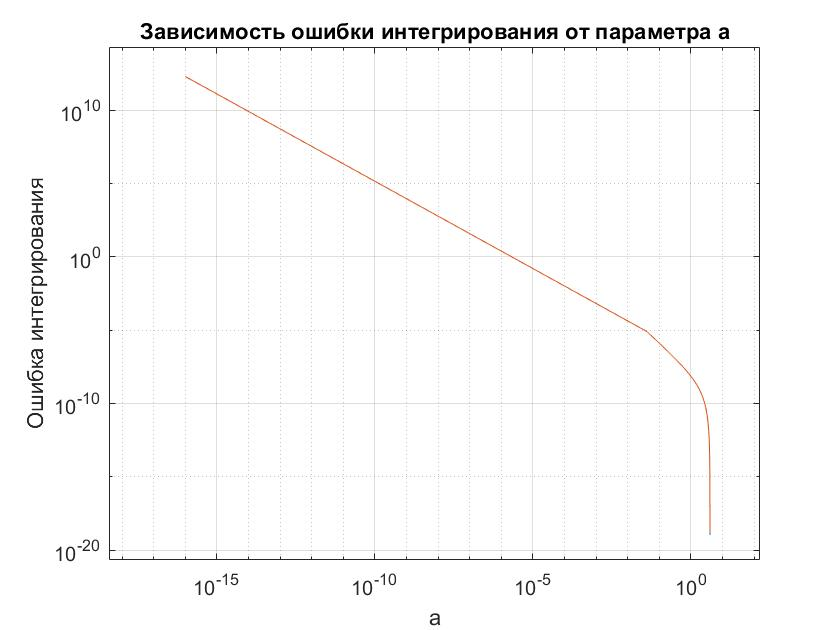 Зависимость ошибки интегрирования от параметра a
10^10
10^0
10^-10
10^-20
Ошибка интегрирования
10^-15
10^-10
10^-5
10^0
a